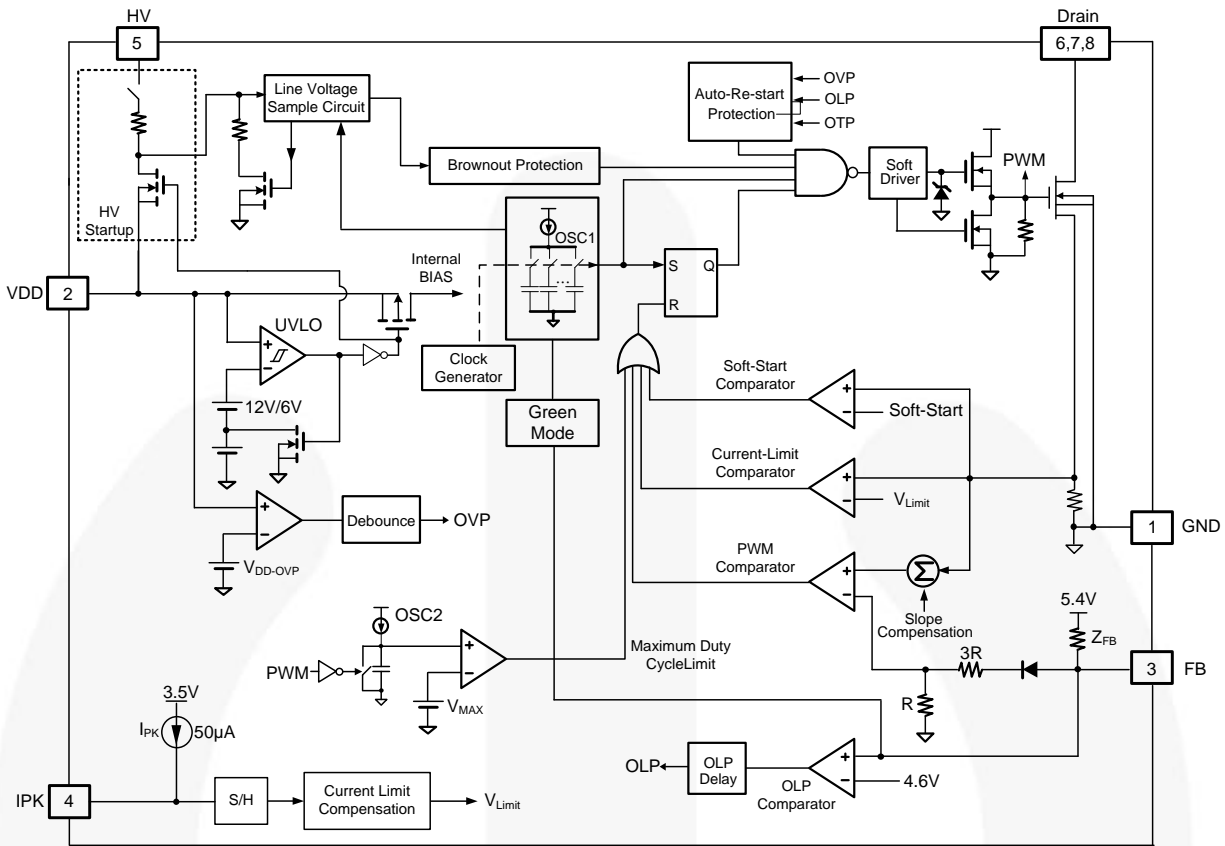 HV
5
Drain
6,7,8
Line Voltage
Sample Circuit
Auto-Re-start
Protection
OVP
OLP
OTP
Brownout Protection
Soft
Driver
PWM
HV
Startup
OSC1
...
Internal
BIAS
S
Q
R
VDD
2
UVLO
+
−
12V/6V
Clock
Generator
Green
Mode
Soft-Start
Comparator
+
−
Soft-Start
Current-Limit
Comparator
+
−
VLimit
+
−
VDD-OVP
Debounce
OVP
1
GND
PWM
Comparator
+
−
Σ
Slope
Compensation
5.4V
ZFB
3R
R
3
FB
OSC2
PWM
+
−
VMAX
Maximum Duty
CycleLimit
3.5V
IPK
50µA
IPK
4
S/H
Current Limit
Compensation
VLimit
OLP
OLP
Delay
+
−
OLP
Comparator
4.6V